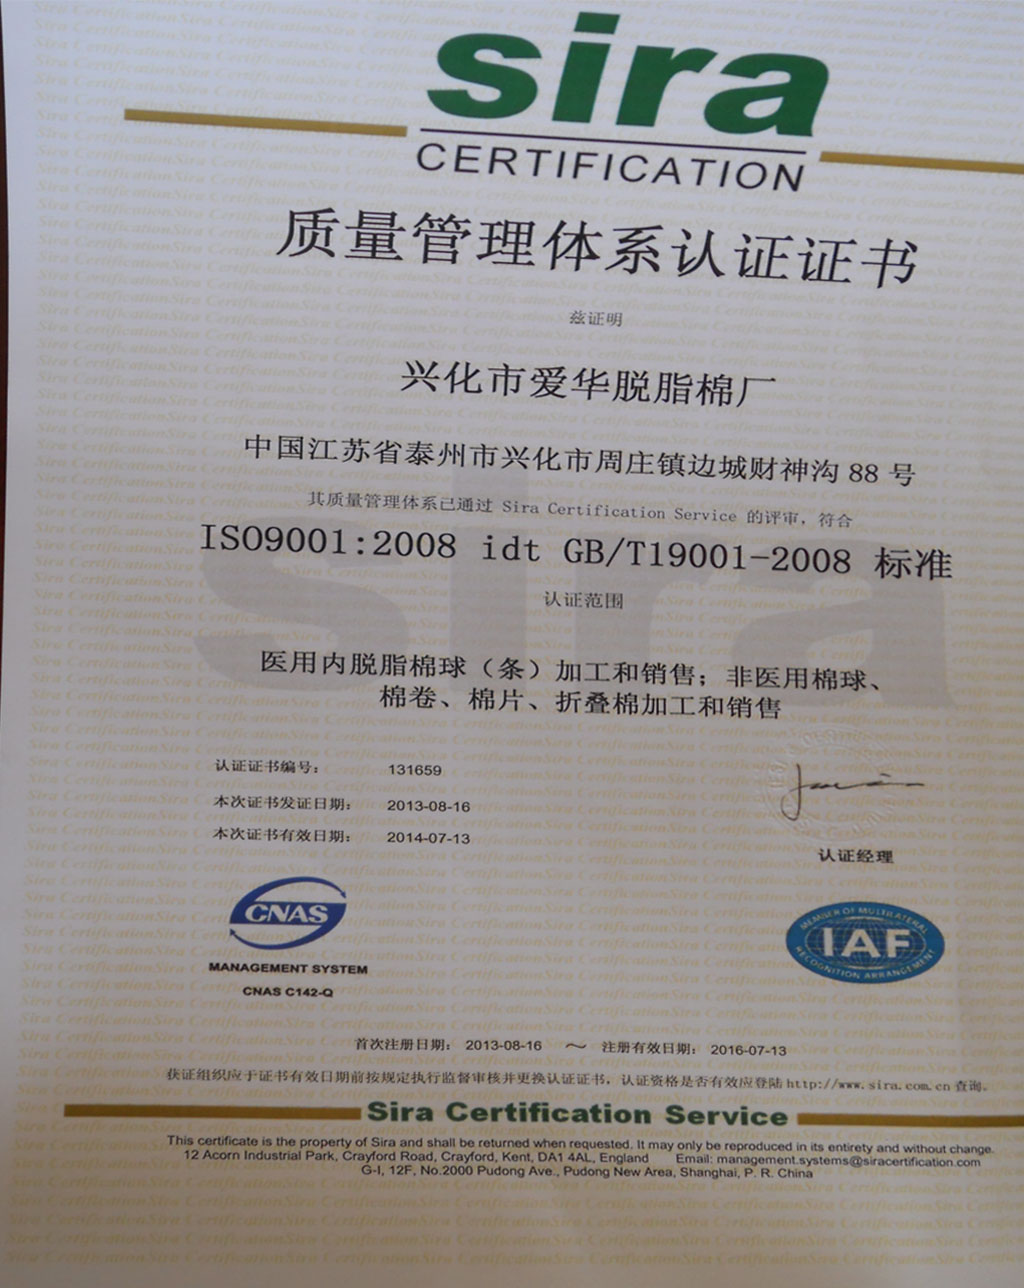 sira
CERTIFICATION
质量管理体系认证证书
兹证明
兴化市爱华脱脂棉厂
中国江苏省泰州市兴化市周庄镇边城财神沟 88 号
其质量管理体系已通过 Sira Certification Service 的评审，符合
ISO9001:2008 idt GB/T19001-2008 标准
认证范围
医用内脱脂棉球（条）加工和销售；非医用棉球、
棉卷、棉片、折叠棉加工和销售
认证证书编号： 131659
本次证书发证日期： 2013-08-16
本次证书有效日期： 2014-07-13
认证经理
CNAS
MANAGEMENT SYSTEM
CNAS C142-Q
MEMBER OF MULTILATERAL
IAF
RECOGNITION ARRANGEMENT
首次注册日期： 2013-08-16 ～ 注册有效日期： 2016-07-13
获证组织应于证书有效日期前按规定执行监督审核并更换认证证书，认证资格是否有效应登陆 http://www.sira.com.cn 查询。
Sira Certification Service
This certificate is the property of Sira and shall be returned when requested. It may only be reproduced in its entirety and without change.
12 Acorn Industrial Park, Crayford Road, Crayford, Kent, DA1 4AL, England Email: management.systems@siracertification.com
G-I, 12F, No.2000 Pudong Ave., Pudong New Area, Shanghai, P. R. China